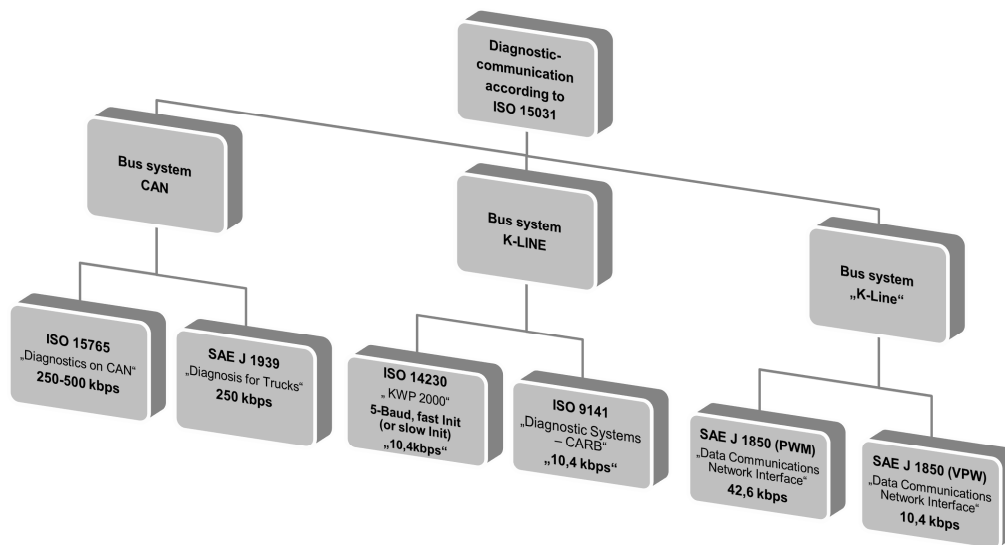 Diagnostic-
communication
according to
ISO 15031
Bus system
CAN
Bus system
K-LINE
Bus system
„K-Line“
ISO 15765
„Diagnostics on CAN“
250-500 kbps
SAE J 1939
„Diagnosis for Trucks“
250 kbps
ISO 14230
„ KWP 2000“
5-Baud, fast Init
(or slow Init)
„10,4kbps“
ISO 9141
„Diagnostic Systems
– CARB“
„10,4 kbps“
SAE J 1850 (PWM)
„Data Communications
Network Interface“
42,6 kbps
SAE J 1850 (VPW)
„Data Communications
Network Interface“
10,4 kbps